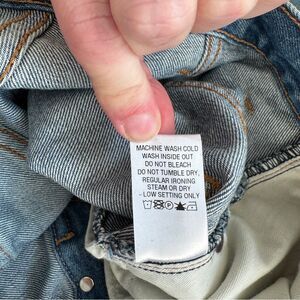 MACHINE WASH COLD
WASH INSIDE OUT
DO NOT BLEACH
DO NOT TUMBLE DRY,
REGULAR IRONING
STEAM OR DRY
- LOW SETTING ONLY